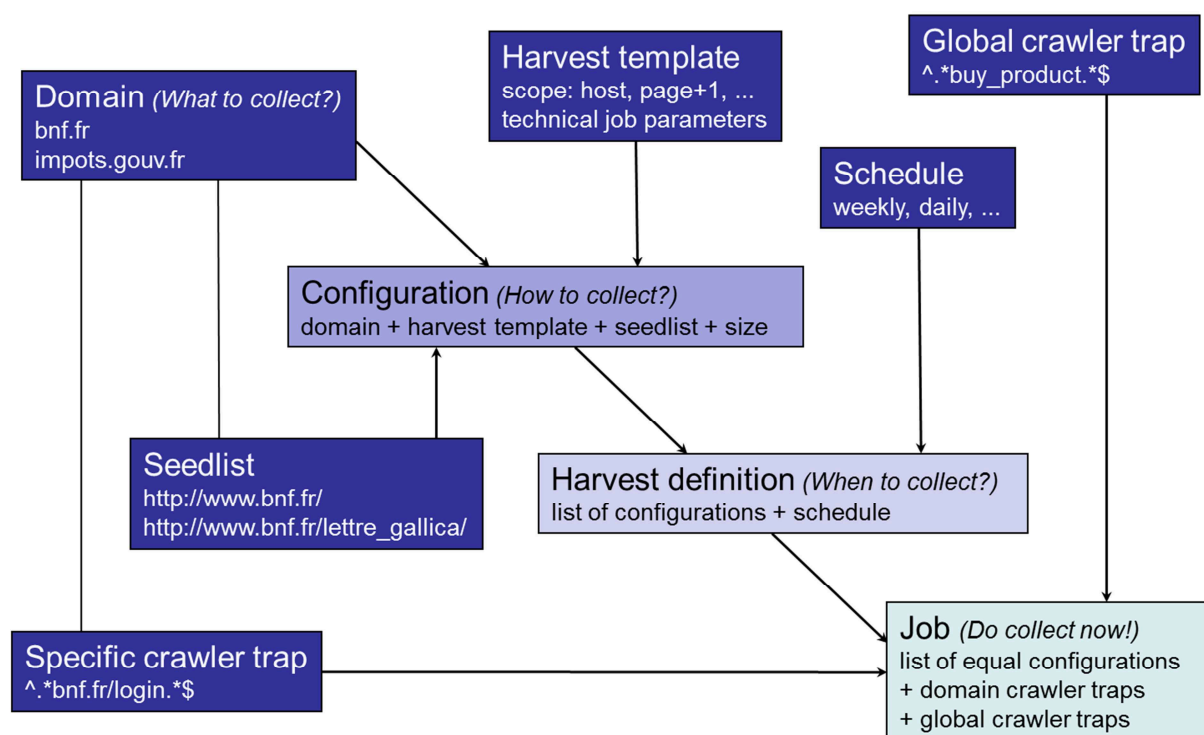 Domain (What to collect?)
bnf.fr
impots.gouv.fr
Harvest template
scope: host, page+1, ...
technical job parameters
Global crawler trap
^.*buy_product.*$
Schedule
weekly, daily, ...
Configuration (How to collect?)
domain + harvest template + seedlist + size
Seedlist
http://www.bnf.fr/
http://www.bnf.fr/lettre_gallica/
Harvest definition (When to collect?)
list of configurations + schedule
Specific crawler trap
^.*bnf.fr/login.*$
Job (Do collect now!)
list of equal configurations
+ domain crawler traps
+ global crawler traps